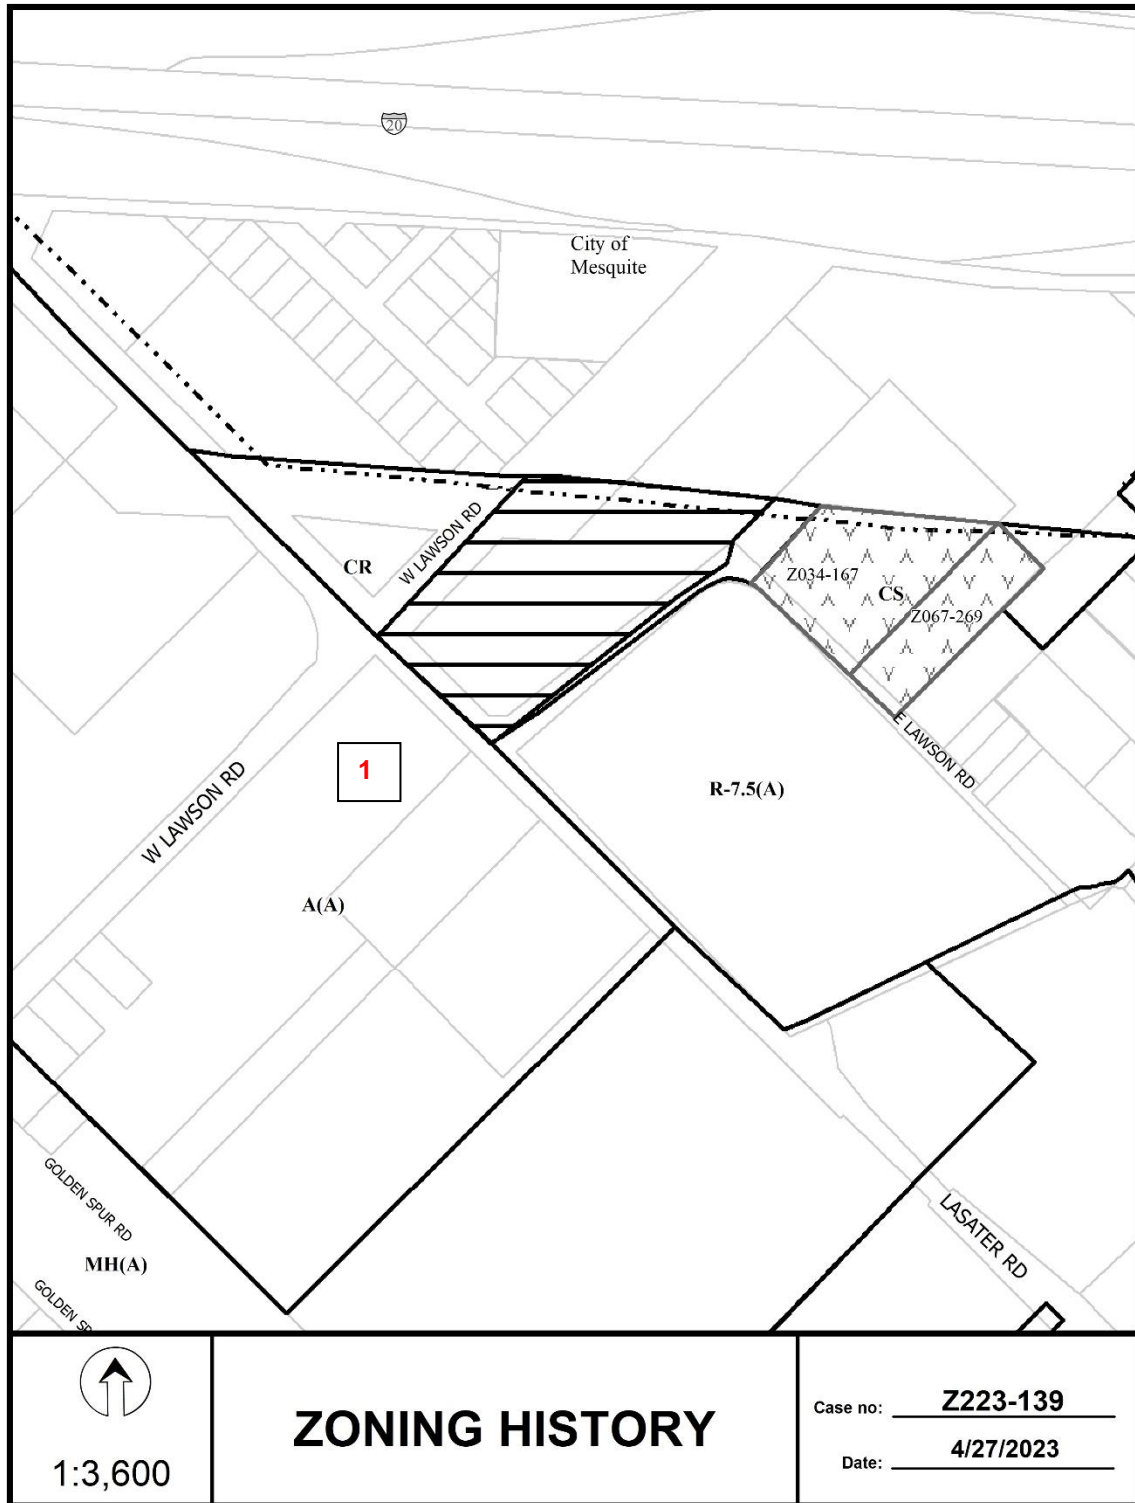 20
City of
Mesquite
W LAWSON RD
CR
Z034-167
CS
Z067-269
E LAWSON RD
1
R-7.5(A)
W LAWSON RD
A(A)
GOLDEN SPUR RD
LASATER RD
MH(A)
GOLDEN
1:3,600
ZONING HISTORY
Case no: Z223-139
Date: 4/27/2023